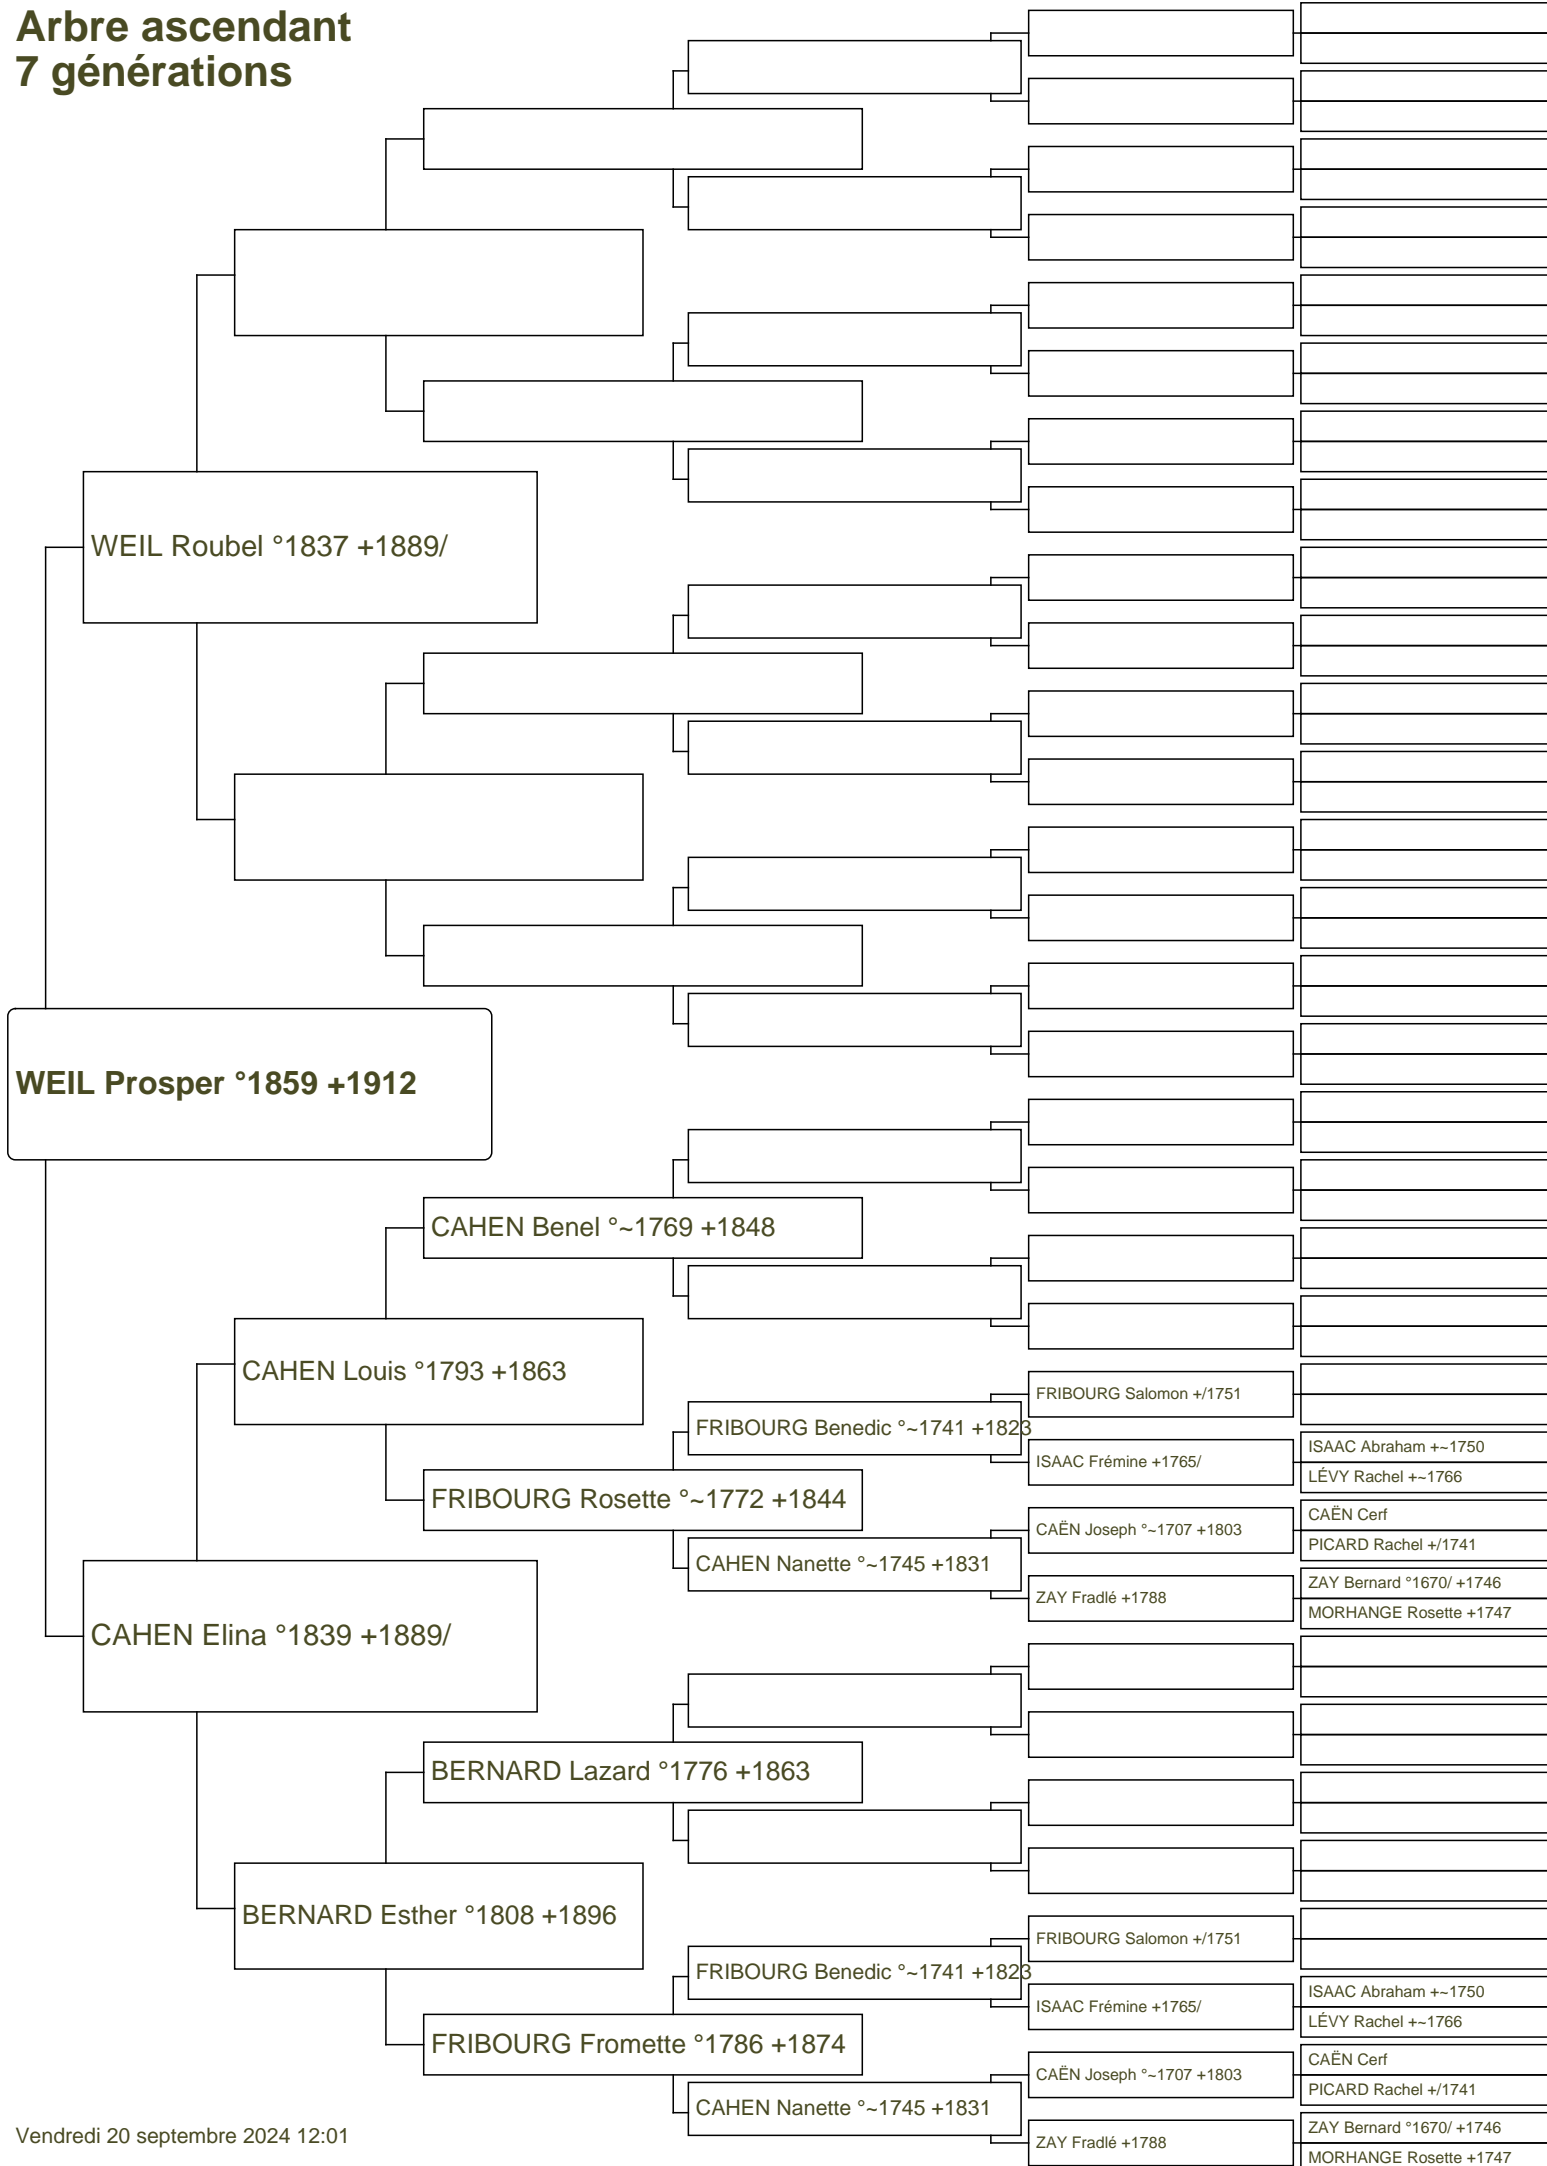 Arbre ascendant
7 générations
WEIL Roubel °1837 +1889/
WEIL Prosper °1859 +1912
CAHEN Benel °~1769 +1848
CAHEN Louis °1793 +1863
FRIBOURG Salomon +/1751
FRIBOURG Benedic °~1741 +1823
ISAAC Frémine +1765/
ISAAC Abraham +~1750
LÉVY Rachel +~1766
FRIBOURG Rosette °~1772 +1844
CAËN Joseph °~1707 +1803
CAËN Cerf
PICARD Rachel +/1741
CAHEN Nanette °~1745 +1831
ZAY Fradlé +1788
ZAY Bernard °1670/ +1746
MORHANGE Rosette +1747
CAHEN Elina °1839 +1889/
BERNARD Lazard °1776 +1863
BERNARD Esther °1808 +1896
FRIBOURG Salomon +/1751
FRIBOURG Benedic °~1741 +1823
ISAAC Frémine +1765/
ISAAC Abraham +~1750
LÉVY Rachel +~1766
FRIBOURG Fromette °1786 +1874
CAËN Joseph °~1707 +1803
CAËN Cerf
PICARD Rachel +/1741
CAHEN Nanette °~1745 +1831
ZAY Fradlé +1788
ZAY Bernard °1670/ +1746
MORHANGE Rosette +1747
Vendredi 20 septembre 2024 12:01